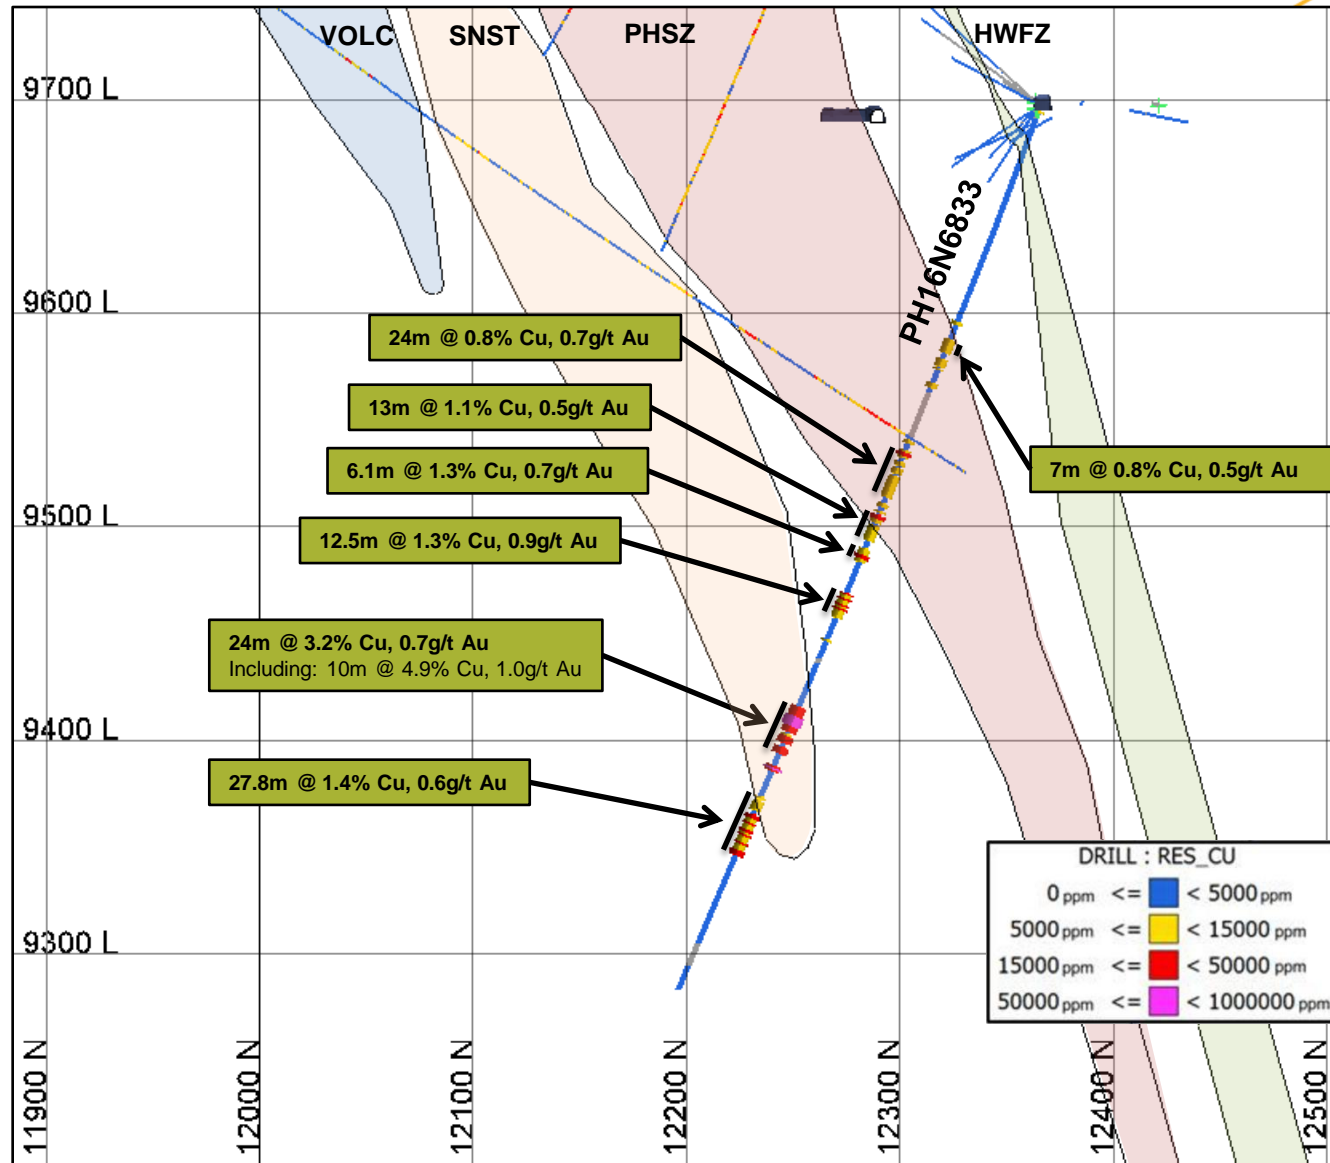 VOLC
SNST
PHSZ
HWFZ
9700 L
PH16N6833
9600 L
24m @ 0.8% Cu, 0.7g/t Au
13m @ 1.1% Cu, 0.5g/t Au
6.1m @ 1.3% Cu, 0.7g/t Au
7m @ 0.8% Cu, 0.5g/t Au
9500 L
12.5m @ 1.3% Cu, 0.9g/t Au
24m @ 3.2% Cu, 0.7g/t Au
Including: 10m @ 4.9% Cu, 1.0g/t Au
9400 L
27.8m @ 1.4% Cu, 0.6g/t Au
9300 L
DRILL : RES_CU
0 ppm <= < 5000 ppm
5000 ppm <= < 15000 ppm
15000 ppm <= < 50000 ppm
50000 ppm <= < 1000000 ppm
11900 N
12000 N
12100 N
12200 N
12300 N
12400 N
12500 N